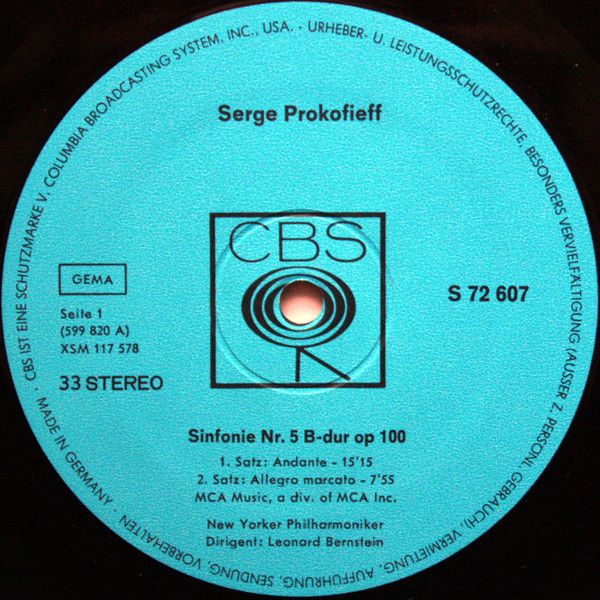 · CBS IST EINE SCHUTZMARKE V. COLUMBIA BROADCASTING SYSTEM, INC., USA. · URHEBER- U. LEISTUNGSSCHUTZRECHTE, BESONDERS VERVIELFÄLTIGUNG (AUSSER Z. PERSÖNL. GEBRAUCH), VERMIETUNG, AUFFÜHRUNG, SENDUNG, VORBEHALTEN · MADE IN GERMANY
Serge Prokofieff
CBS
GEMA
Seite 1
(599 820 A)
XSM 117 578
33 STEREO
S 72 607
Sinfonie Nr. 5 B-dur op 100
1. Satz: Andante - 15'15
2. Satz: Allegro marcato - 7'55
MCA Music, a div. of MCA Inc.
New Yorker Philharmoniker
Dirigent: Leonard Bernstein